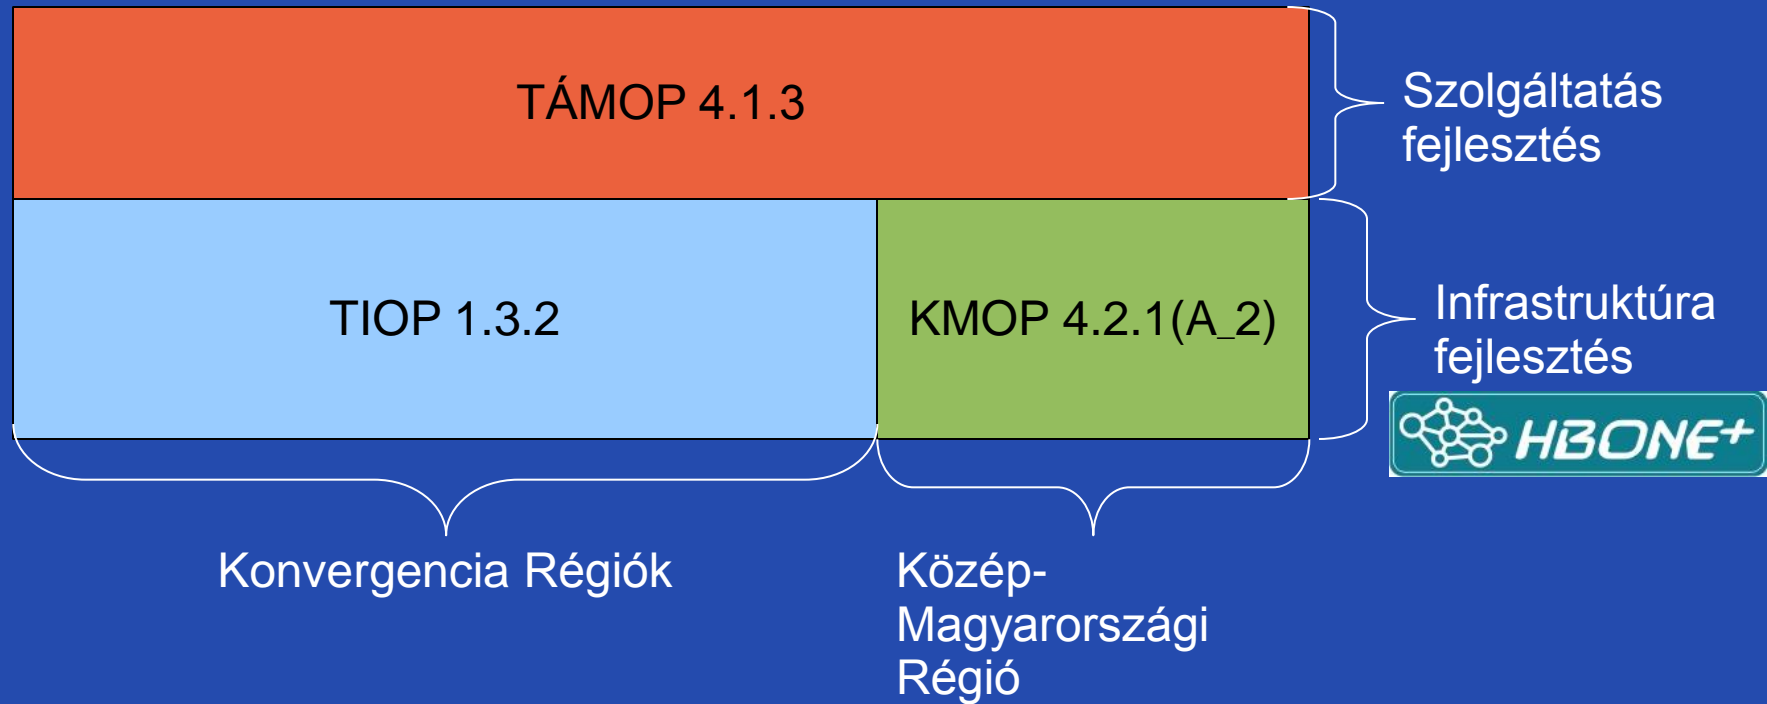 TÁMOP 4.1.3
Szolgáltatás
fejlesztés
TIOP 1.3.2
KMOP 4.2.1(A_2)
Infrastruktúra
fejlesztés
HBONE+
Konvergencia Régiók
Közép-
Magyarországi
Régió